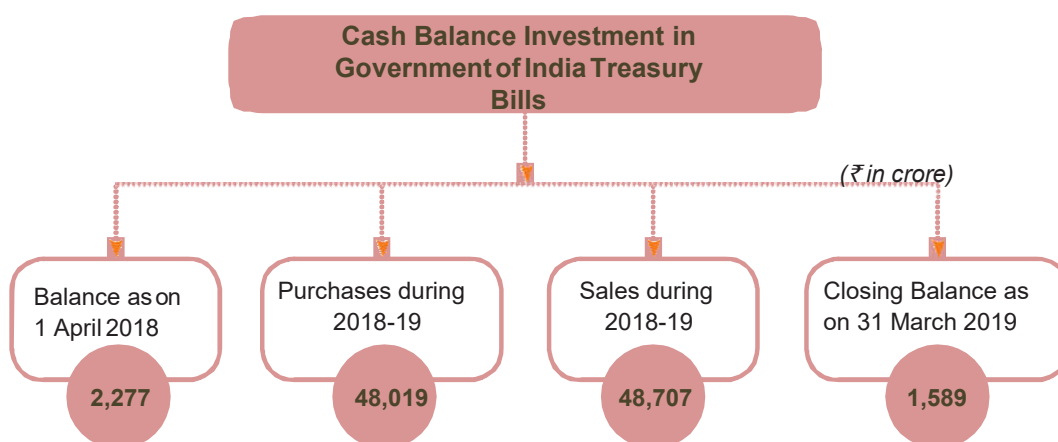 Cash Balance Investment in
Government of India Treasury
Bills
(₹ in crore)
Balance as on
1 April 2018
2,277
Purchases during
2018-19
48,019
Sales during
2018-19
48,707
Closing Balance as
on 31 March 2019
1,589